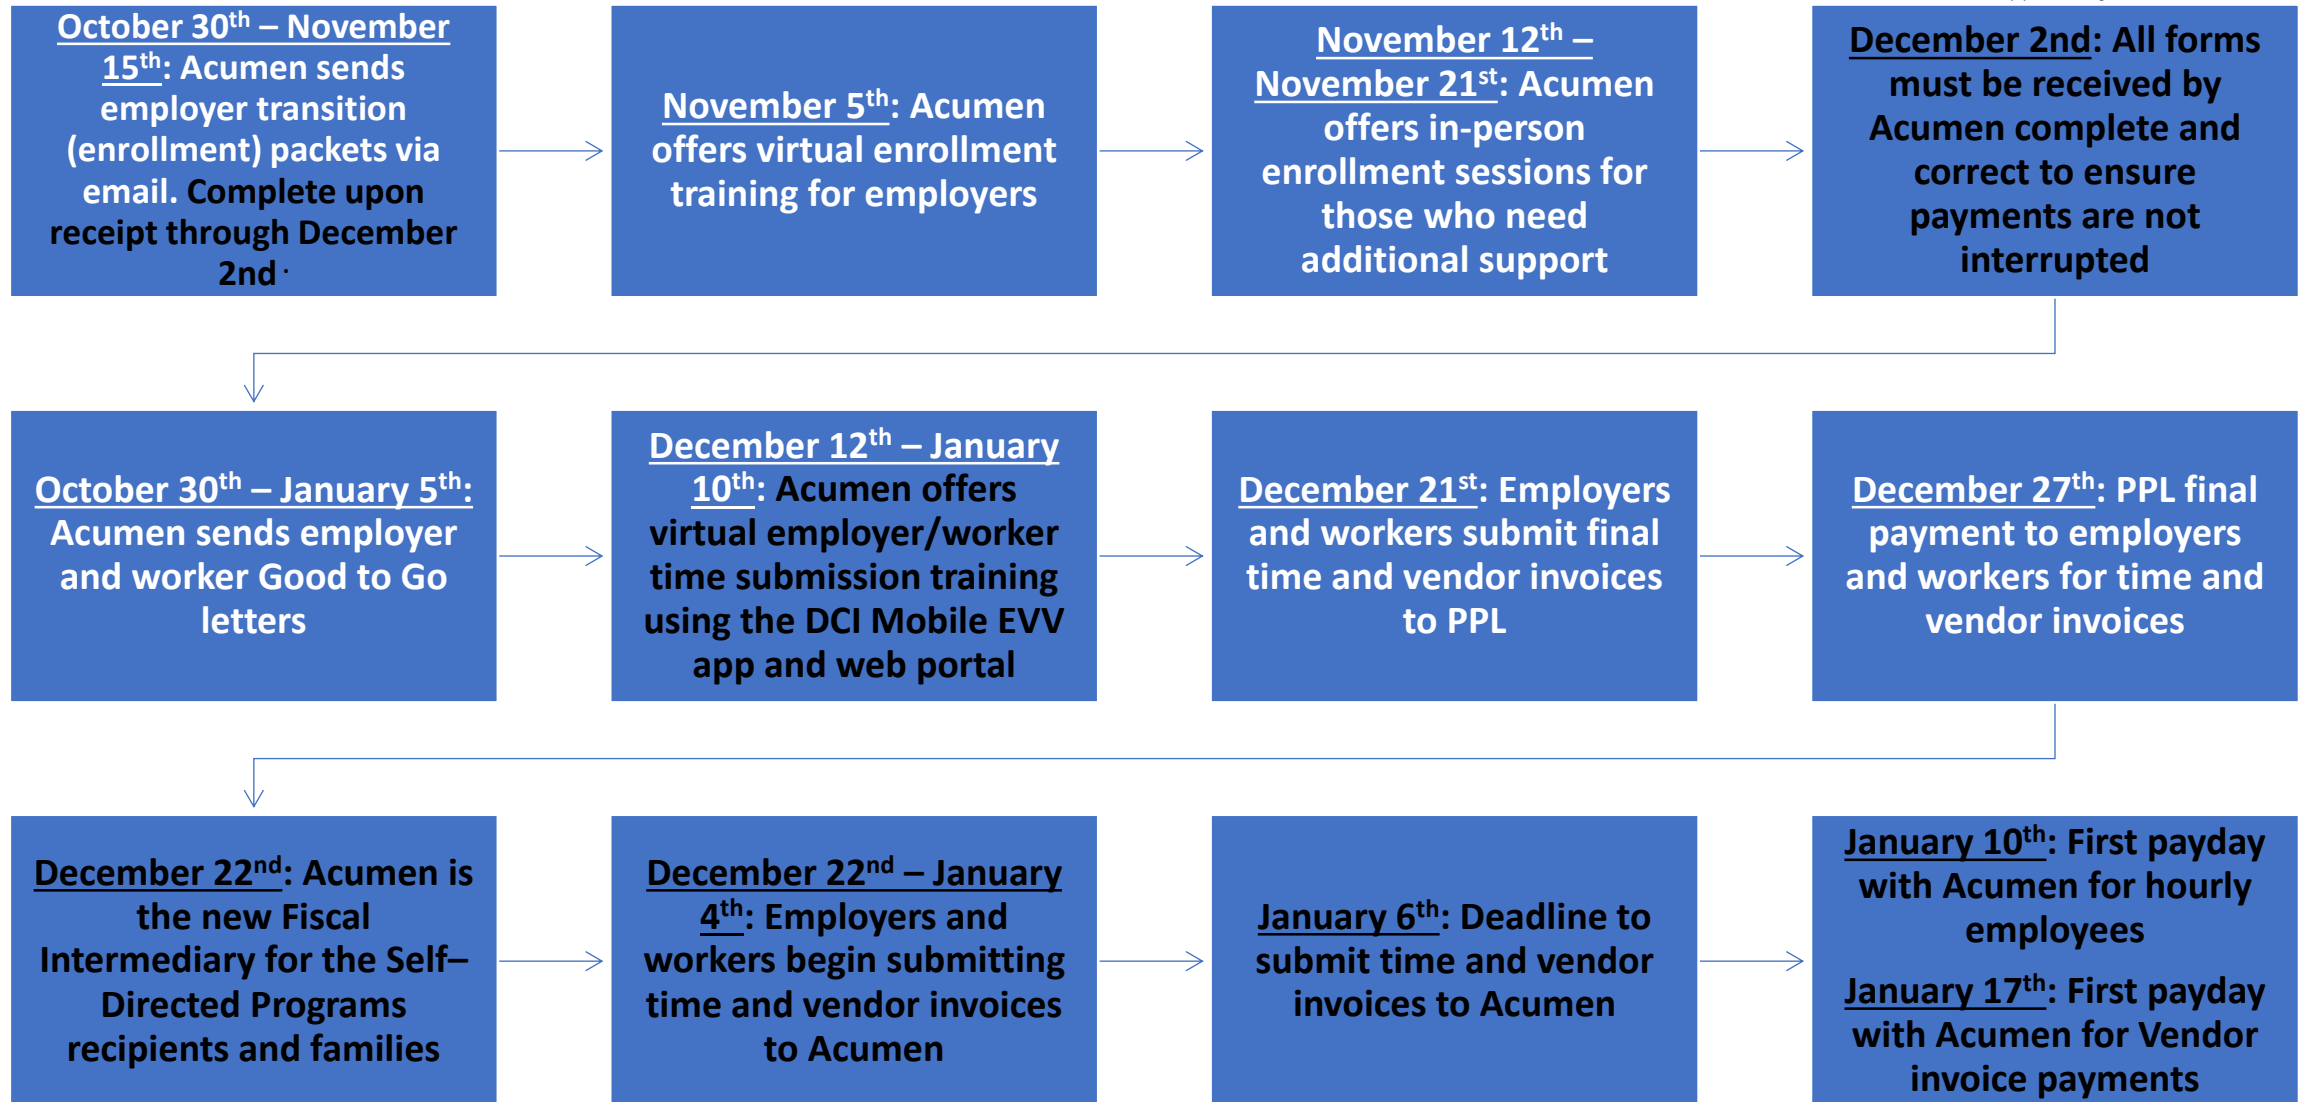 October 30th – November
15th: Acumen sends
employer transition
(enrollment) packets via
email. Complete upon
receipt through December
2nd .
November 5th: Acumen
offers virtual enrollment
training for employers
November 12th –
November 21st: Acumen
offers in-person
enrollment sessions for
those who need
additional support
December 2nd: All forms
must be received by
Acumen complete and
correct to ensure
payments are not
interrupted
October 30th – January 5th:
Acumen sends employer
and worker Good to Go
letters
December 12th – January
10th: Acumen offers
virtual employer/worker
time submission training
using the DCI Mobile EVV
app and web portal
December 21st: Employers
and workers submit final
time and vendor invoices
to PPL
December 27th: PPL final
payment to employers
and workers for time and
vendor invoices
December 22nd: Acumen is
the new Fiscal
Intermediary for the Self–
Directed Programs
recipients and families
December 22nd – January
4th: Employers and
workers begin submitting
time and vendor invoices
to Acumen
January 6th: Deadline to
submit time and vendor
invoices to Acumen
January 10th: First payday
with Acumen for hourly
employees
January 17th: First payday
with Acumen for Vendor
invoice payments